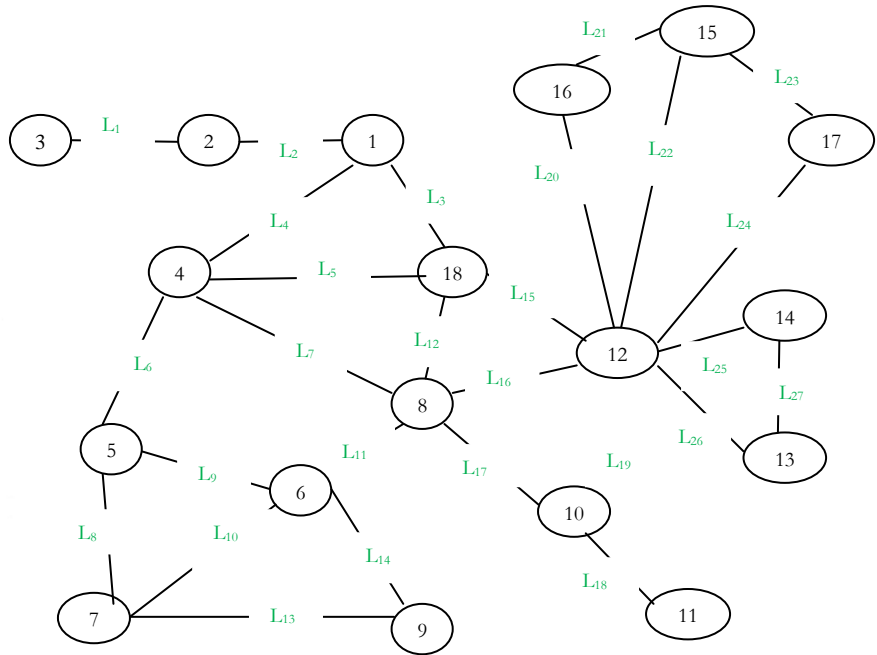 L₂₁
15
16
L₂₃
3
L₁
2
L₂
1
L₂₂
17
L₂₀
L₄
L₃
L₂₄
4
L₅
18
L₁₅
14
L₆
L₇
L₁₂
12
L₂₅
L₁₆
8
L₂₇
5
L₁₁
L₂₆
13
L₉
6
L₁₇
L₁₉
10
L₈
L₁₀
L₁₄
L₁₈
7
L₁₃
9
11